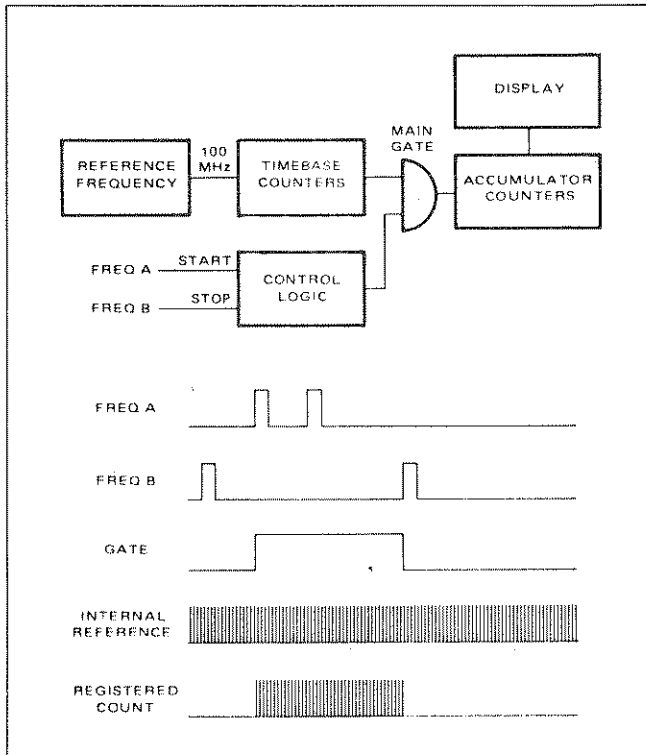 DISPLAY
MAIN
GATE
100
MHz
REFERENCE
FREQUENCY
TIMEBASE
COUNTERS
ACCUMULATOR
COUNTERS
FREQ A
START
FREQ B
STOP
CONTROL
LOGIC
FREQ A
FREQ B
GATE
INTERNAL
REFERENCE
REGISTERED
COUNT